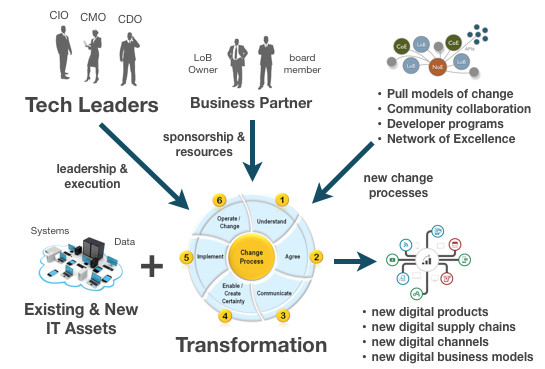 CIO
CMO
CDO
Tech Leaders
LoB
Owner
board
member
Business Partner
CoE
LoB
LoB
CoE
NoE
LoB
APIs
• Pull models of change
• Community collaboration
• Developer programs
• Network of Excellence
sponsorship &
resources
leadership &
execution
new change
processes
6
1
Operate /
Change
Understand
5
Implement
Change
Process
Agree
2
Enable /
Create
Certainty
Communicate
4
3
Systems
Data
+
Existing & New
IT Assets
Transformation
• new digital products
• new digital supply chains
• new digital channels
• new digital business models